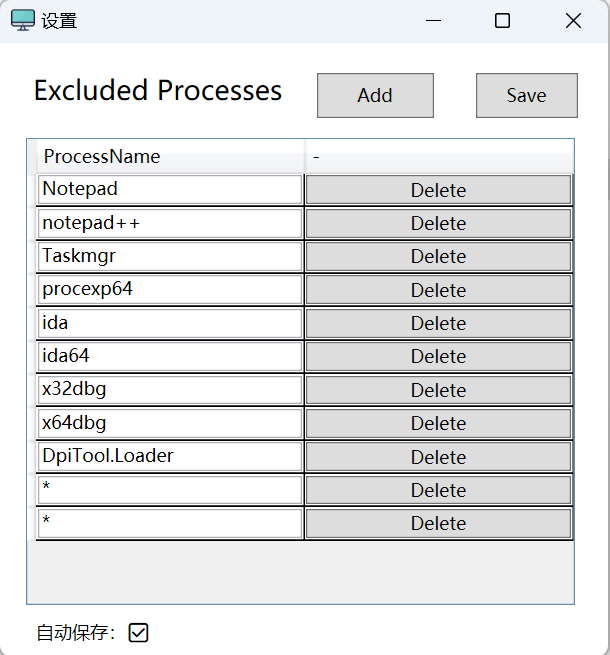 设置
Excluded Processes Add Save
ProcessName -
Notepad Delete
notepad++ Delete
Taskmgr Delete
procexp64 Delete
ida Delete
ida64 Delete
x32dbg Delete
x64dbg Delete
DpiTool.Loader Delete
* Delete
* Delete
自动保存：